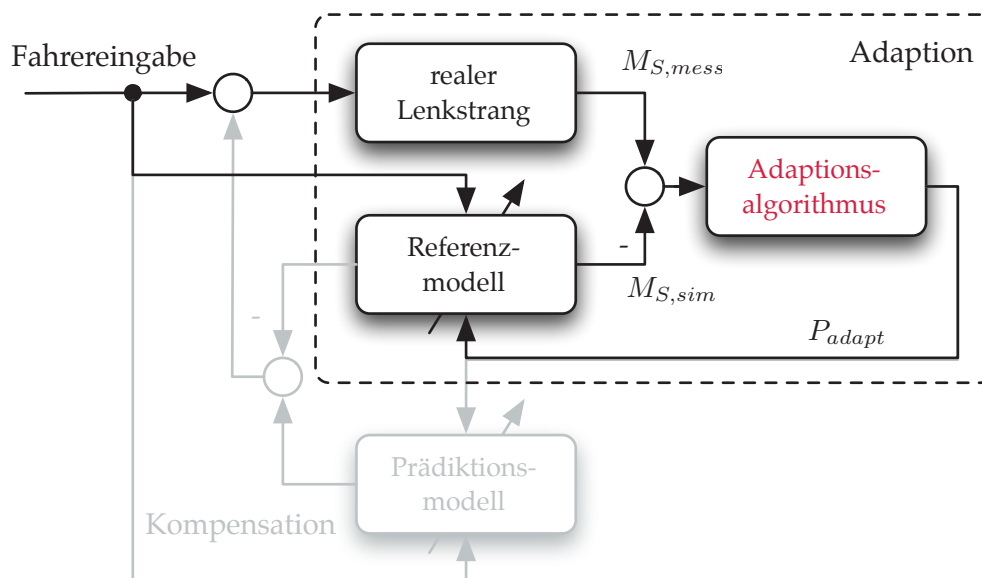 Fahrereingabe
realer
Lenkstrang
M_{S,mess}
Adaption
Adaptions-
algorithmus
Referenz-
modell
-
M_{S,sim}
-
P_{adapt}
Prädiktions-
modell
Kompensation